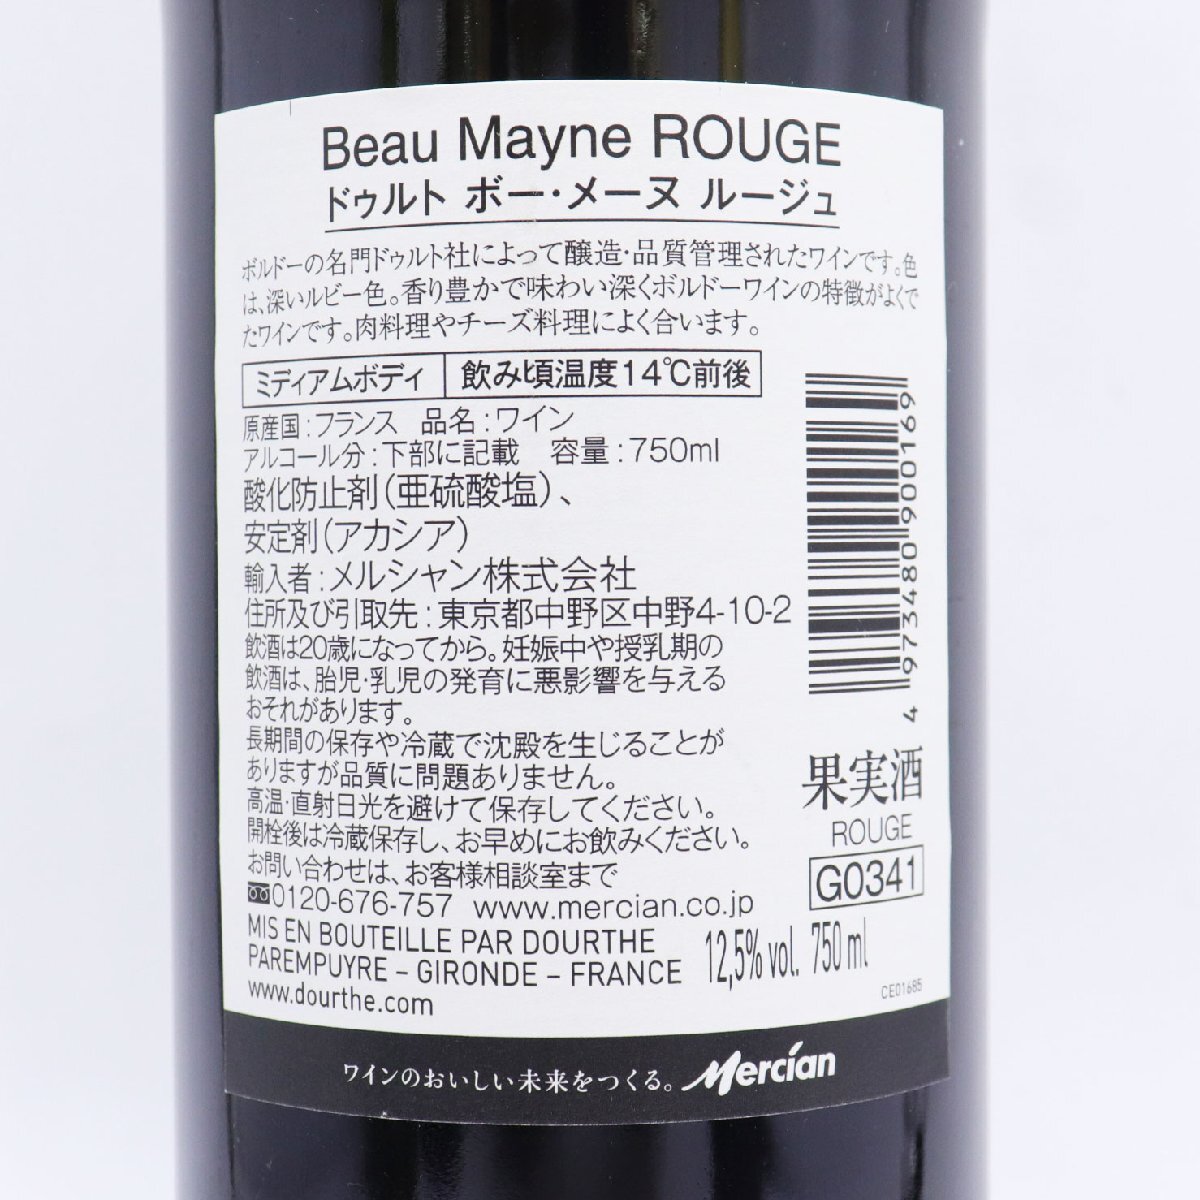 Beau Mayne ROUGE
ドゥルト ボー・メーヌ ルージュ
ボルドーの名門ドゥルト社によって醸造・品質管理されたワインです。色
は、深いルビー色。香り豊かで味わい深くボルドーワインの特徴がよくで
たワインです。肉料理やチーズ料理によく合います。
ミディアムボディ 飲み頃温度14℃前後
原産国:フランス 品名:ワイン
アルコール分:下部に記載 容量:750ml
酸化防止剤(亜硫酸塩)、
安定剤(アカシア)
輸入者:メルシャン株式会社
住所及び引取先:東京都中野区中野4-10-2
飲酒は20歳になってから。妊娠中や授乳期の
飲酒は、胎児・乳児の発育に悪影響を与える
おそれがあります。
長期間の保存や冷蔵で沈殿を生じることが
ありますが品質に問題ありません。
高温・直射日光を避けて保存してください。
開栓後は冷蔵保存し、お早めにお飲みください。
お問い合わせは、お客様相談室まで
0120-676-757 www.mercian.co.jp
MIS EN BOUTEILLE PAR DOURTHE
PAREMPUYRE – GIRONDE – FRANCE
www.dourthe.com
12,5% vol. 750 ml
4 973480 900169
果実酒
ROUGE
G0341
CE01685
ワインのおいしい未来をつくる。 Mercian